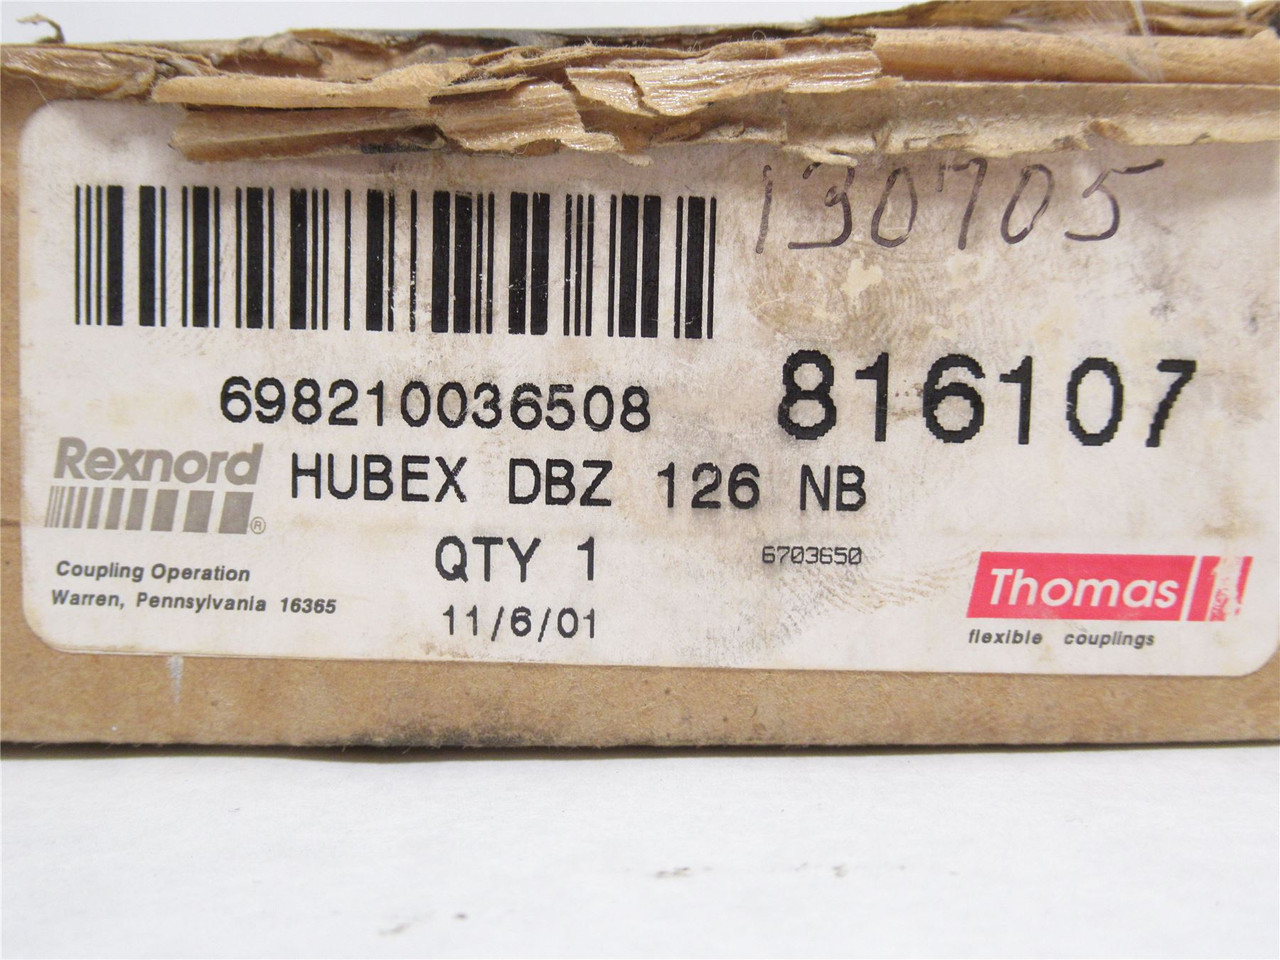 130705
698210036508
816107
Rexnord ®
HUBEX DBZ 126 NB
QTY 1
6703650
11/6/01
Coupling Operation
Warren, Pennsylvania 16365
Thomas
flexible couplings